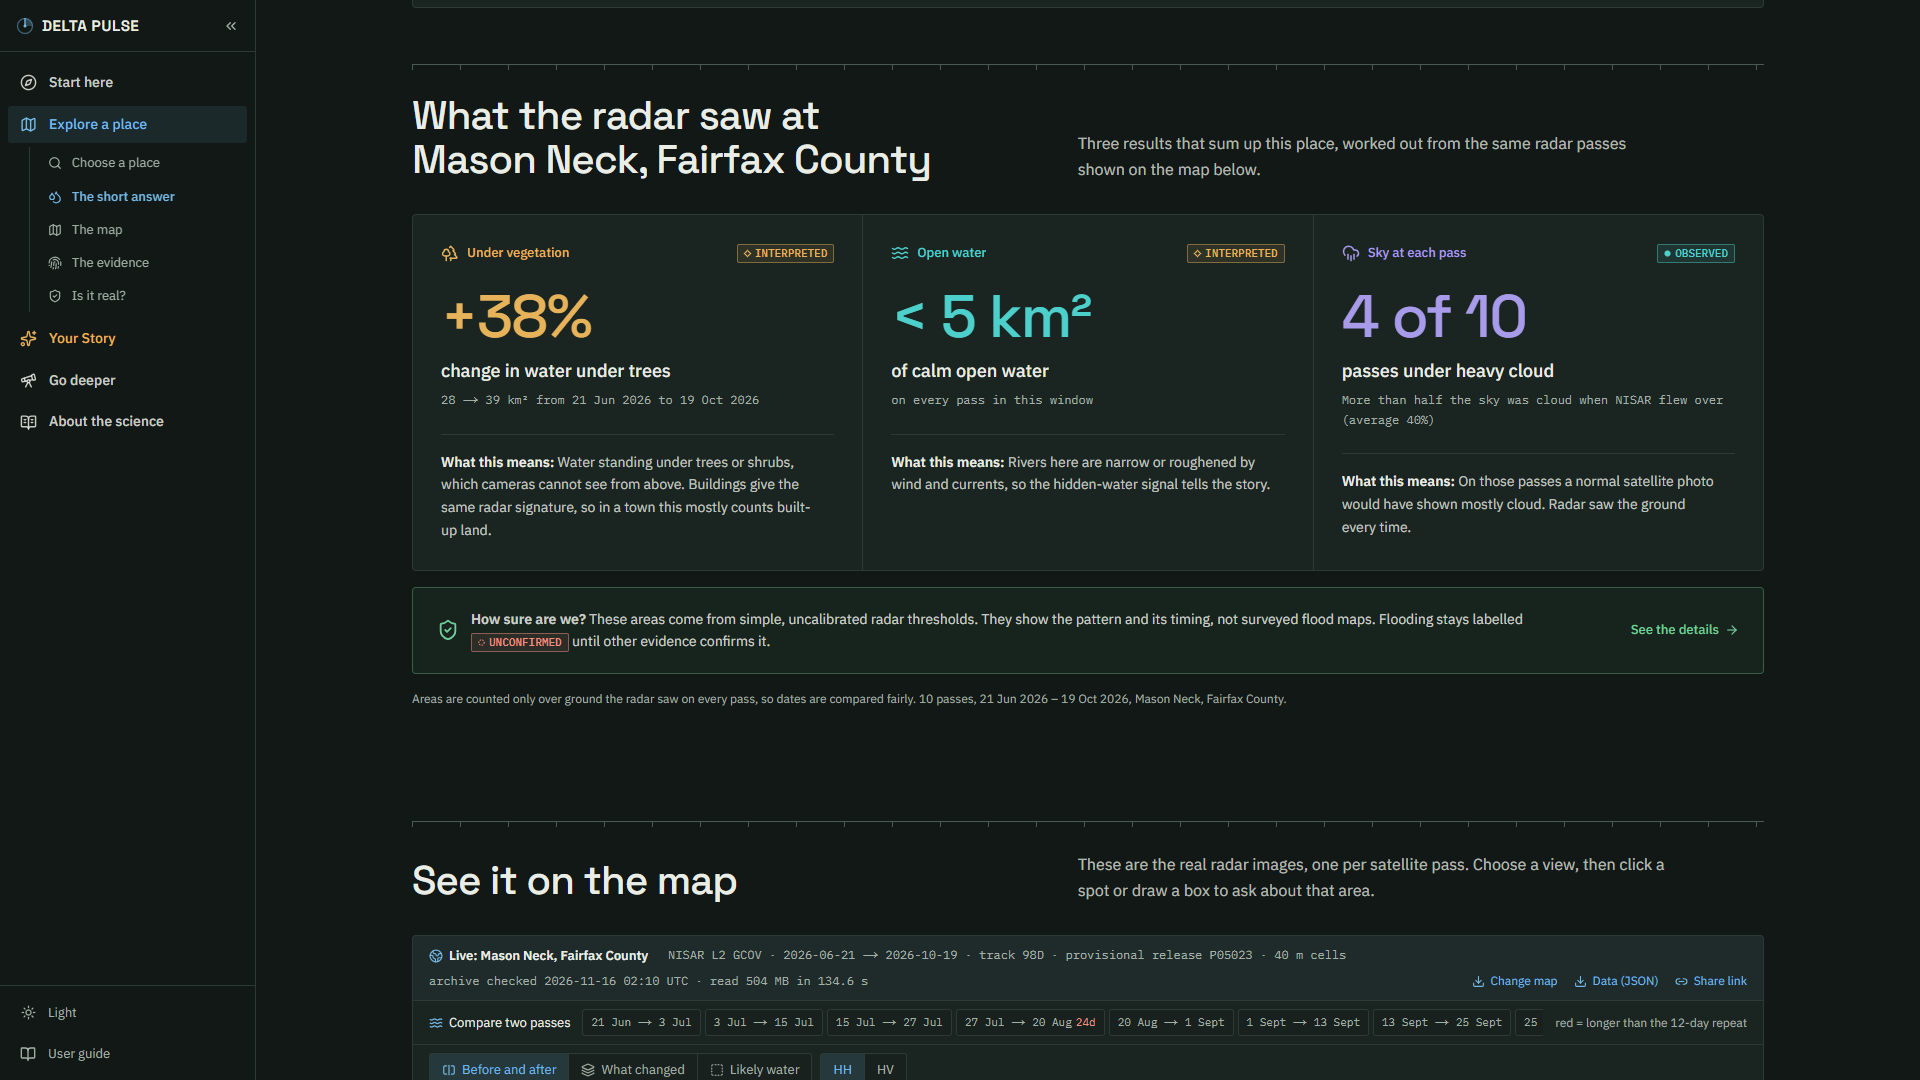 DELTA PULSE
Start here
Explore a place
Choose a place
The short answer
The map
The evidence
Is it real?
Your Story
Go deeper
About the science
Light
User guide
What the radar saw at
Mason Neck, Fairfax County
Three results that sum up this place, worked out from the same radar passes
shown on the map below.
Under vegetation
INTERPRETED
+38%
change in water under trees
28 → 39 km² from 21 Jun 2026 to 19 Oct 2026
What this means: Water standing under trees or shrubs,
which cameras cannot see from above. Buildings give the
same radar signature, so in a town this mostly counts built-
up land.
Open water
INTERPRETED
< 5 km²
of calm open water
on every pass in this window
What this means: Rivers here are narrow or roughened by
wind and currents, so the hidden-water signal tells the story.
Sky at each pass
OBSERVED
4 of 10
passes under heavy cloud
More than half the sky was cloud when NISAR flew over
(average 40%)
What this means: On those passes a normal satellite photo
would have shown mostly cloud. Radar saw the ground
every time.
How sure are we? These areas come from simple, uncalibrated radar thresholds. They show the pattern and its timing, not surveyed flood maps. Flooding stays labelled
UNCONFIRMED until other evidence confirms it.
See the details →
Areas are counted only over ground the radar saw on every pass, so dates are compared fairly. 10 passes, 21 Jun 2026 – 19 Oct 2026, Mason Neck, Fairfax County.
See it on the map
These are the real radar images, one per satellite pass. Choose a view, then click a
spot or draw a box to ask about that area.
Live: Mason Neck, Fairfax County NISAR L2 GCOV · 2026-06-21 → 2026-10-19 · track 98D · provisional release P05023 · 40 m cells
archive checked 2026-11-16 02:10 UTC · read 504 MB in 134.6 s
Change map Data (JSON) Share link
Compare two passes 21 Jun → 3 Jul 3 Jul → 15 Jul 15 Jul → 27 Jul 27 Jul → 20 Aug 24d 20 Aug → 1 Sept 1 Sept → 13 Sept 13 Sept → 25 Sept 25 red = longer than the 12-day repeat
Before and after What changed Likely water HH HV